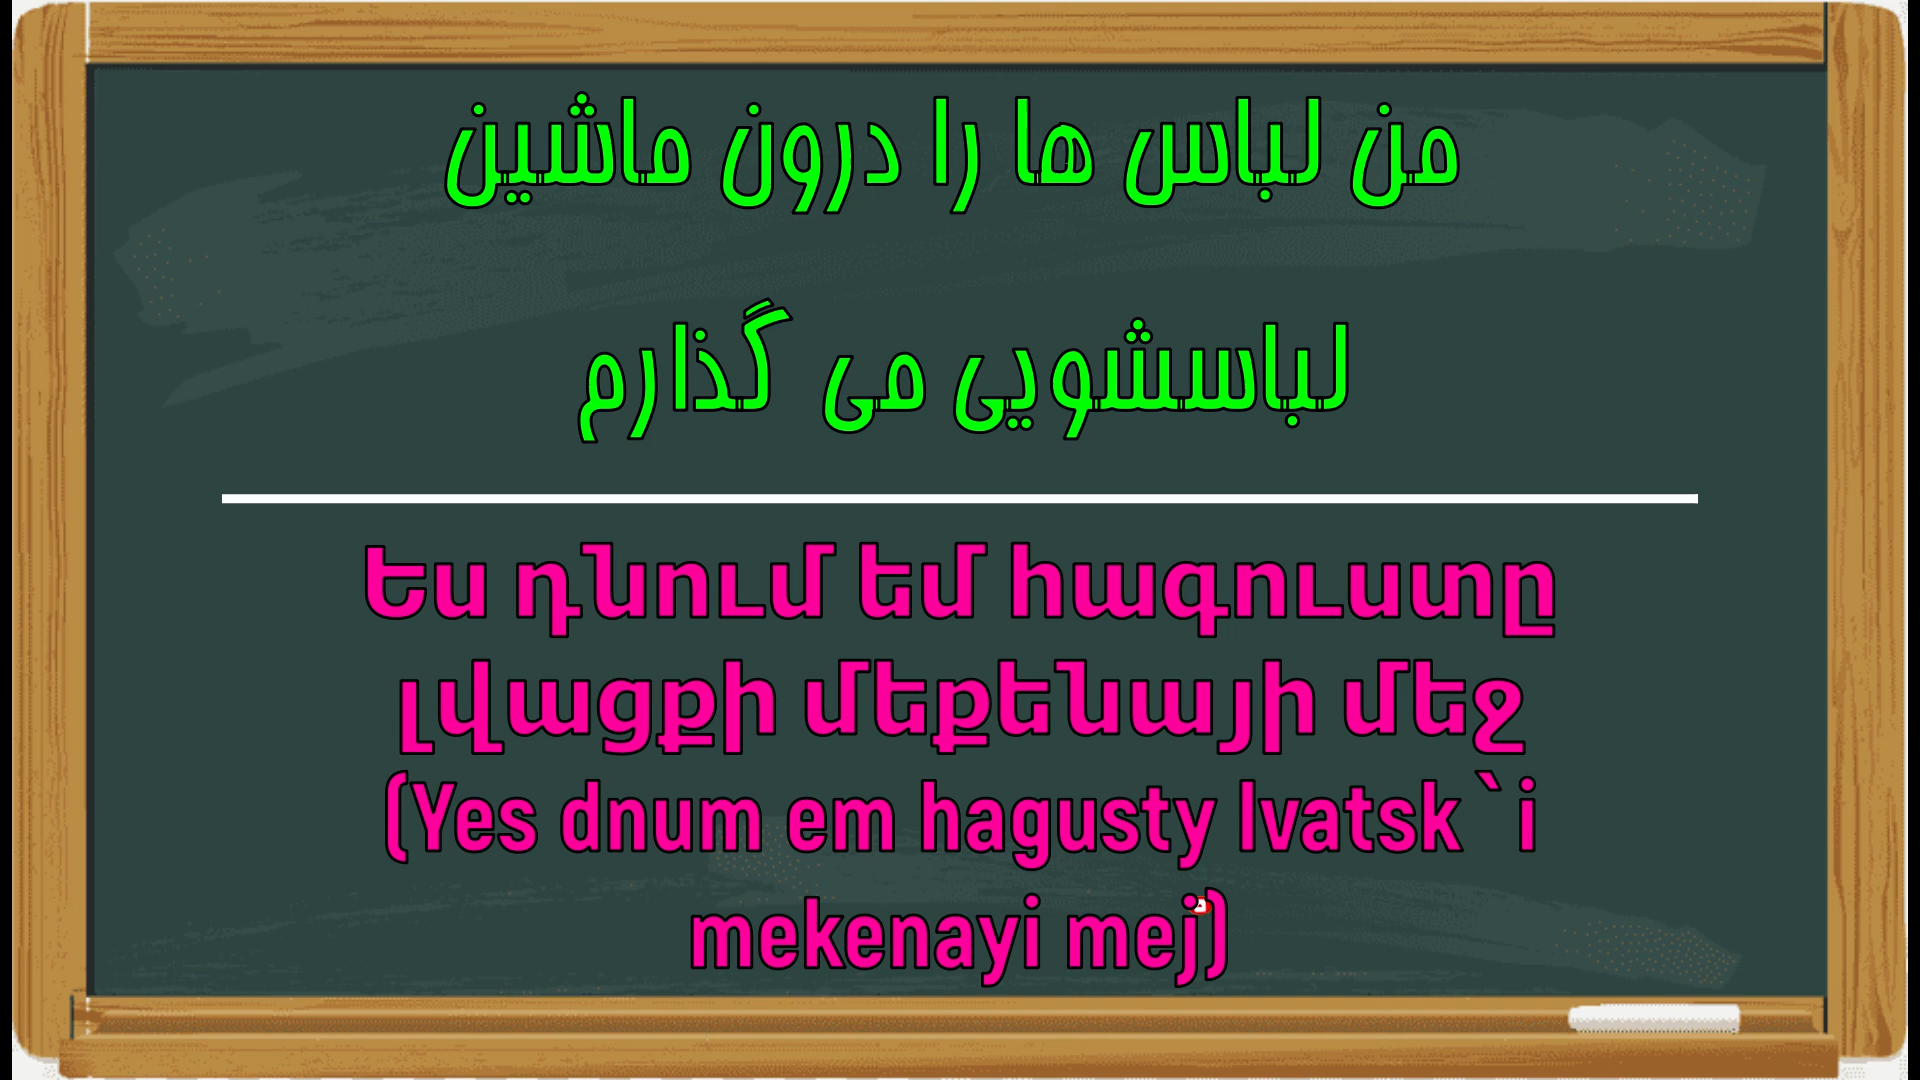 من لباس ها را درون ماشین
لباسشویی می گذارم
Ես դնում եմ հագուստը
լվացքի մեքենայի մեջ
(Yes dnum em hagusty lvatsk`i
mekenayi mej)